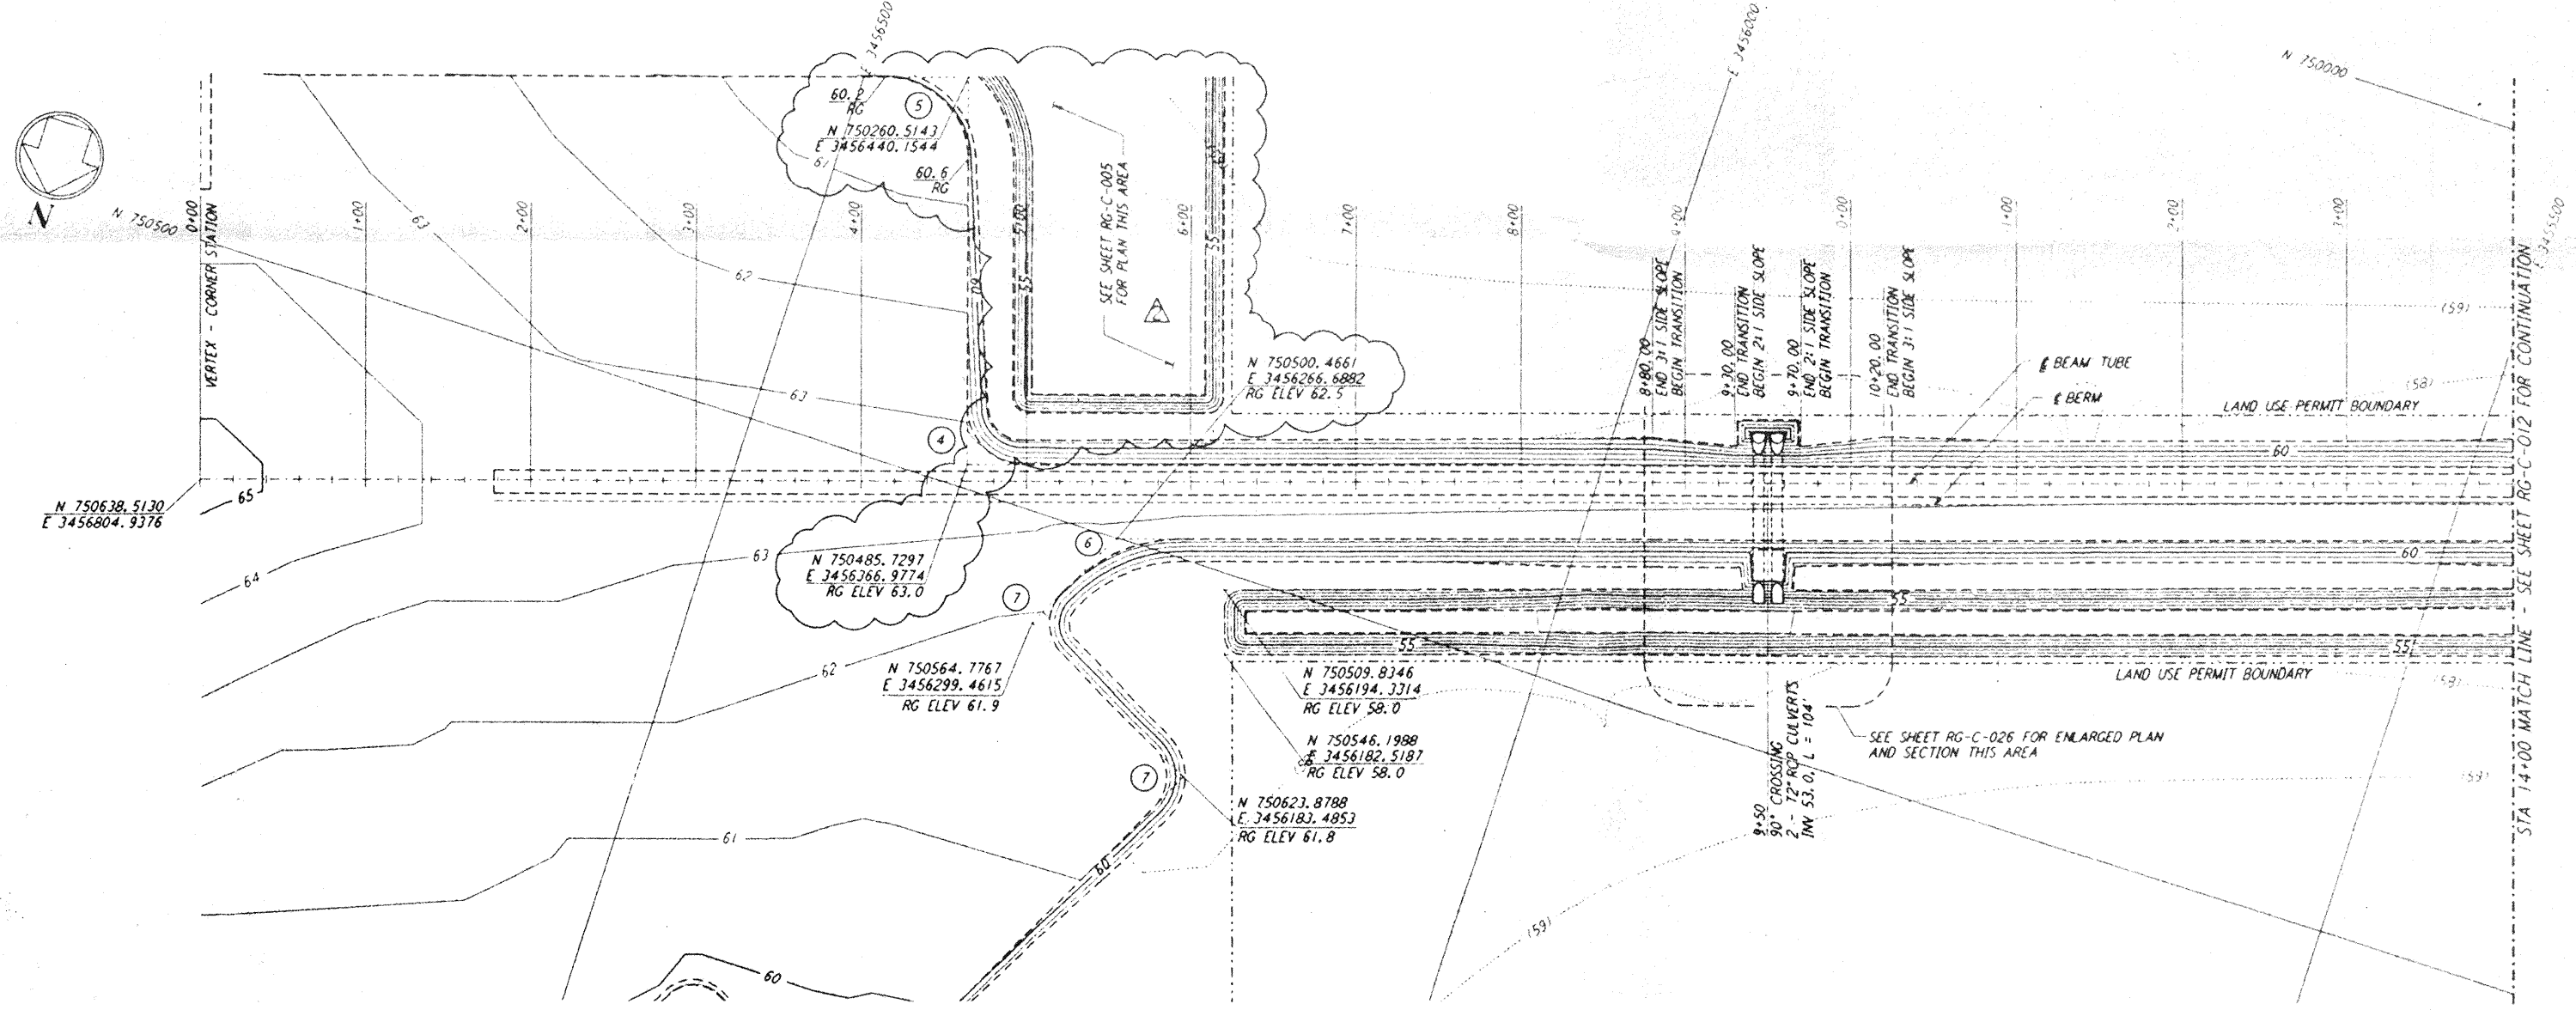 E 3456500
E 3456000
N 750000
N
N 750500
0+00
VERTEX - CORNER STATION
1+00
2+00
3+00
4+00
5+00
6+00
7+00
8+00
9+00
0+00
1+00
2+00
3+00
E 3455500
60.2
RG
5
N 750260.5143
E 3456440.1544
61
60.6
RG
SEE SHEET RG-C-005
FOR PLAN THIS AREA
2
63
62
63
60
55
55
N 750500.4661
E 3456266.6882
RG ELEV 62.5
8+80.00
END 3:1 SIDE SLOPE
BEGIN TRANSITION
9+30.00
END TRANSITION
BEGIN 2:1 SIDE SLOPE
9+70.00
END 2:1 SIDE SLOPE
BEGIN TRANSITION
10+20.00
END TRANSITION
BEGIN 3:1 SIDE SLOPE
(59)
℄ BEAM TUBE
(58)
℄ BERM
LAND USE PERMIT BOUNDARY
4
60
65
N 750638.5130
E 3456804.9376
64
63
N 750485.7297
E 3456366.9774
RG ELEV 63.0
6
7
60
55
55
55
62
N 750564.7767
E 3456299.4615
RG ELEV 61.9
N 750509.8346
E 3456194.3314
RG ELEV 58.0
LAND USE PERMIT BOUNDARY
(58)
N 750546.1988
E 3456182.5187
RG ELEV 58.0
7
N 750623.8788
E 3456183.4853
RG ELEV 61.8
9+50
90° CROSSING
2 - 72" RCP CULVERTS
INV 53.0, L = 104'
SEE SHEET RG-C-026 FOR ENLARGED PLAN
AND SECTION THIS AREA
(59)
61
60
(59)
60
STA 14+00 MATCH LINE - SEE SHEET RG-C-012 FOR CONTINUATION